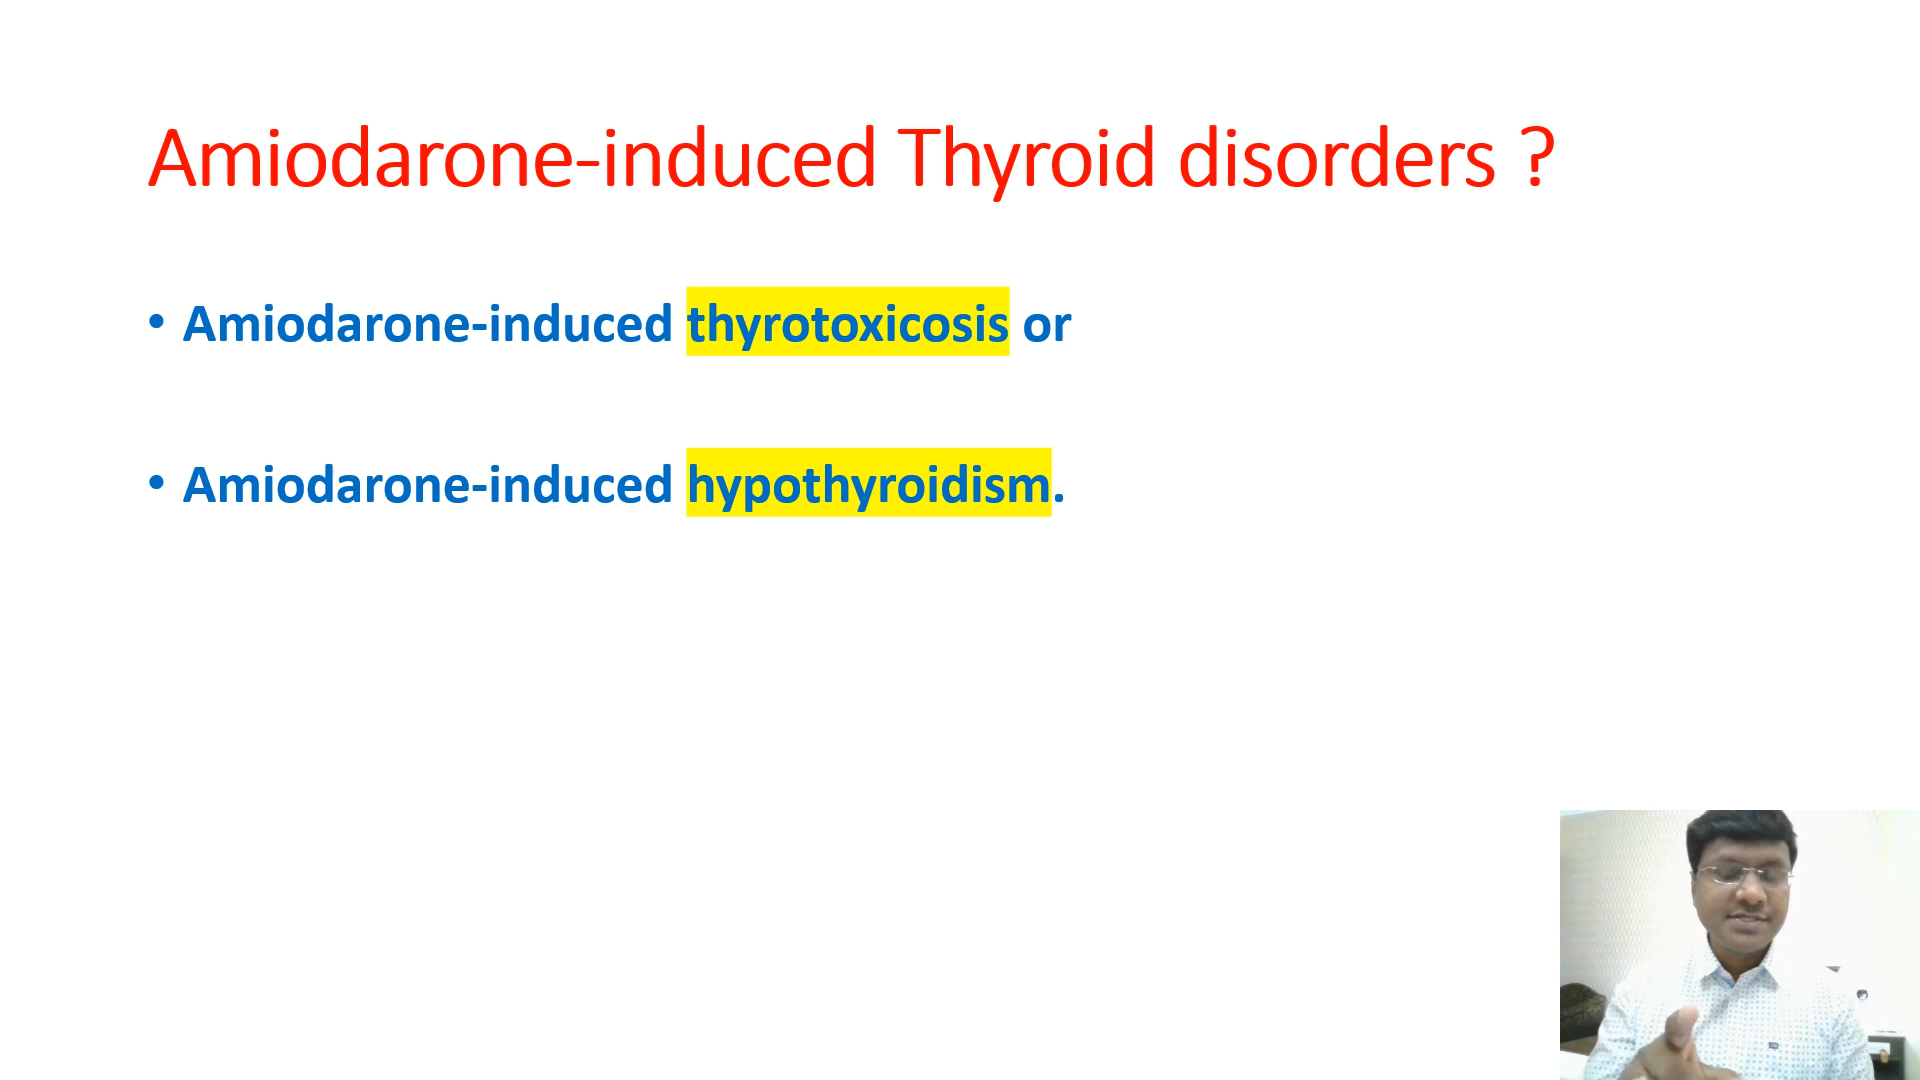 Amiodarone-induced Thyroid disorders ?
• Amiodarone-induced thyrotoxicosis or
• Amiodarone-induced hypothyroidism.